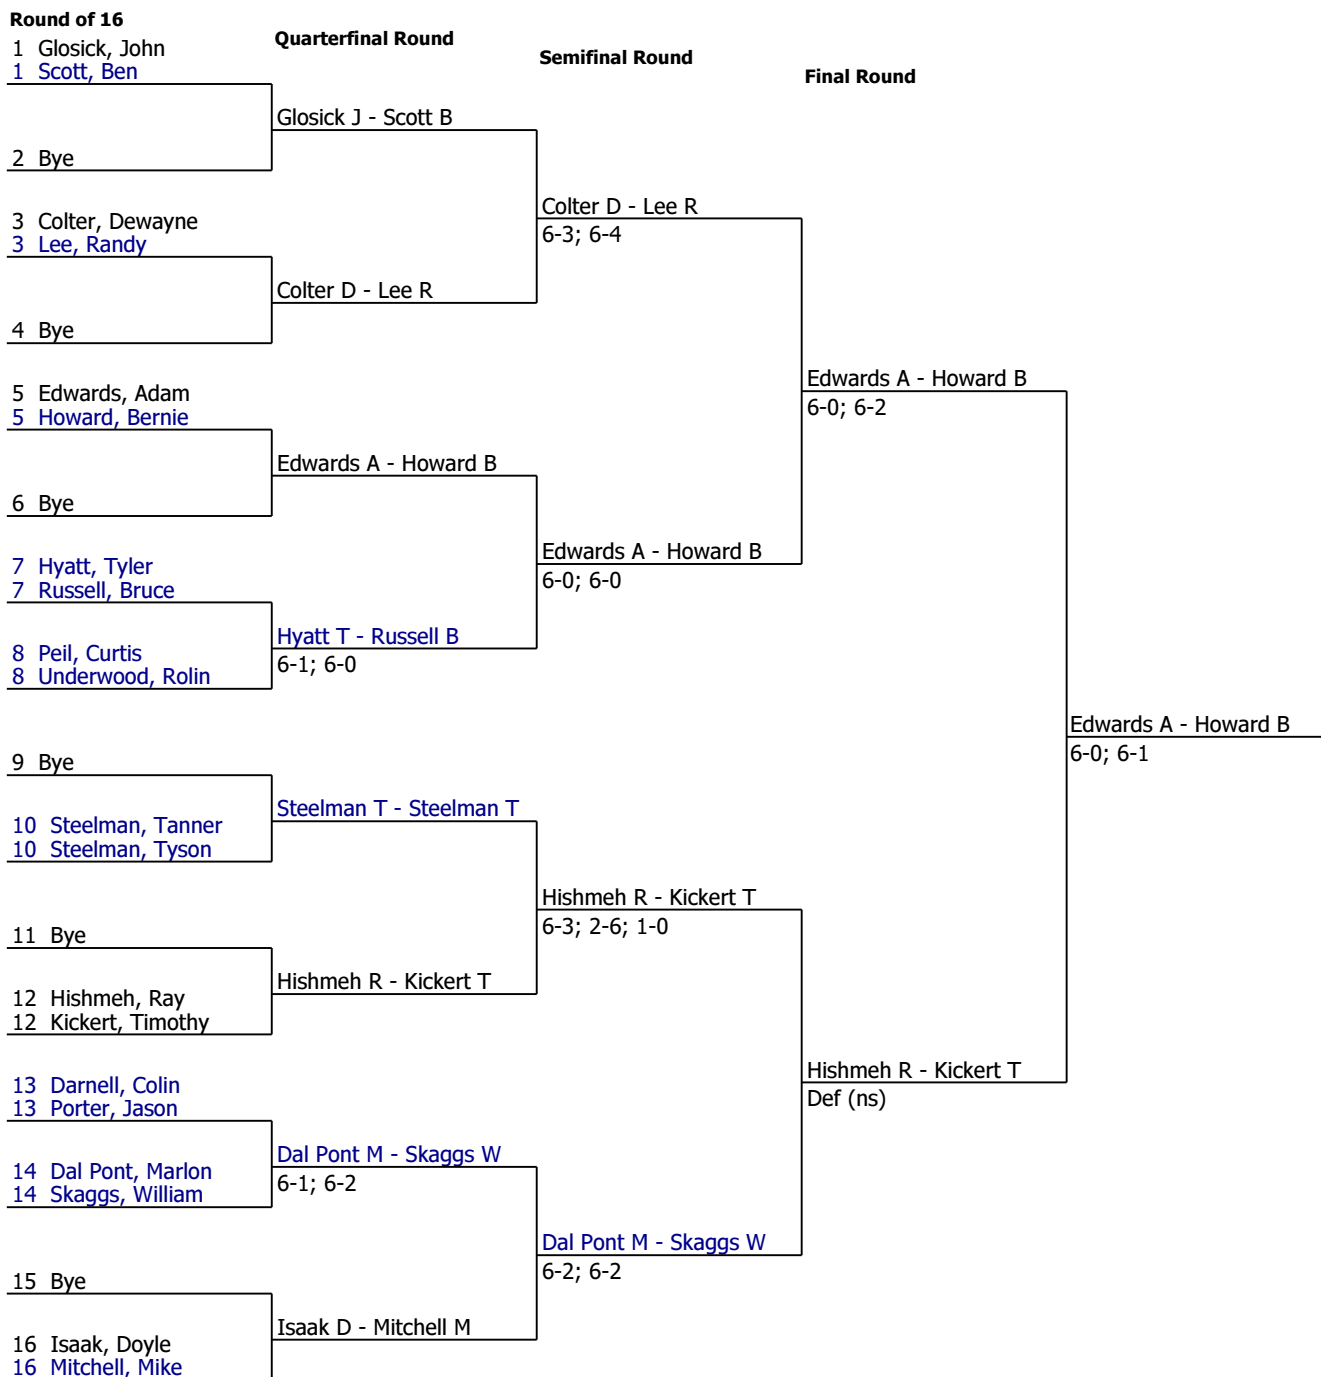 Round of 16
Quarterfinal Round
Semifinal Round
Final Round
1 Glosick, John
1 Scott, Ben
Glosick J - Scott B
2 Bye
Colter D - Lee R
6-3; 6-4
3 Colter, Dewayne
3 Lee, Randy
Colter D - Lee R
4 Bye
Edwards A - Howard B
6-0; 6-2
5 Edwards, Adam
5 Howard, Bernie
Edwards A - Howard B
6 Bye
Edwards A - Howard B
6-0; 6-0
7 Hyatt, Tyler
7 Russell, Bruce
Hyatt T - Russell B
6-1; 6-0
8 Peil, Curtis
8 Underwood, Rolin
Edwards A - Howard B
6-0; 6-1
9 Bye
Steelman T - Steelman T
10 Steelman, Tanner
10 Steelman, Tyson
Hishmeh R - Kickert T
6-3; 2-6; 1-0
11 Bye
Hishmeh R - Kickert T
12 Hishmeh, Ray
12 Kickert, Timothy
Hishmeh R - Kickert T
Def (ns)
13 Darnell, Colin
13 Porter, Jason
Dal Pont M - Skaggs W
6-1; 6-2
14 Dal Pont, Marlon
14 Skaggs, William
Dal Pont M - Skaggs W
6-2; 6-2
15 Bye
Isaak D - Mitchell M
16 Isaak, Doyle
16 Mitchell, Mike